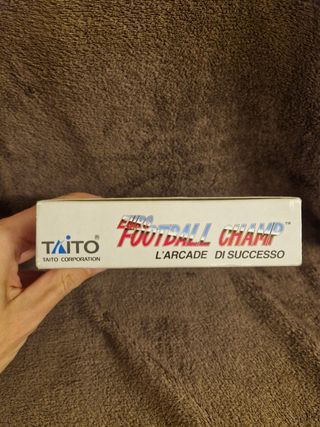 TAITO®
TAITO CORPORATION
EURO
FOOTBALL CHAMP™
L'ARCADE DI SUCCESSO